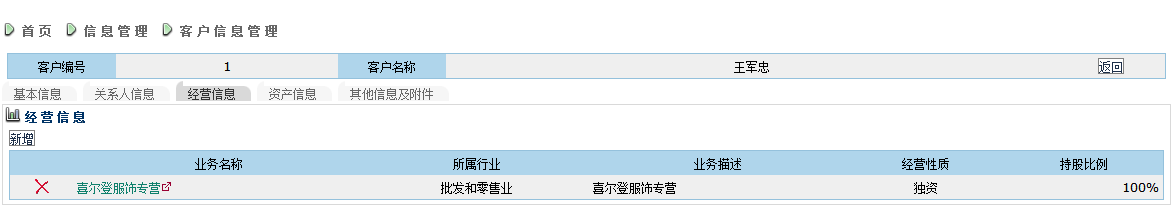 首页 信息管理 客户信息管理
客户编号 1 客户名称 王军忠 返回
基本信息 关系人信息 经营信息 资产信息 其他信息及附件
经营信息
新增
业务名称 所属行业 业务描述 经营性质 持股比例
喜尔登服饰专营 批发和零售业 喜尔登服饰专营 独资 100%